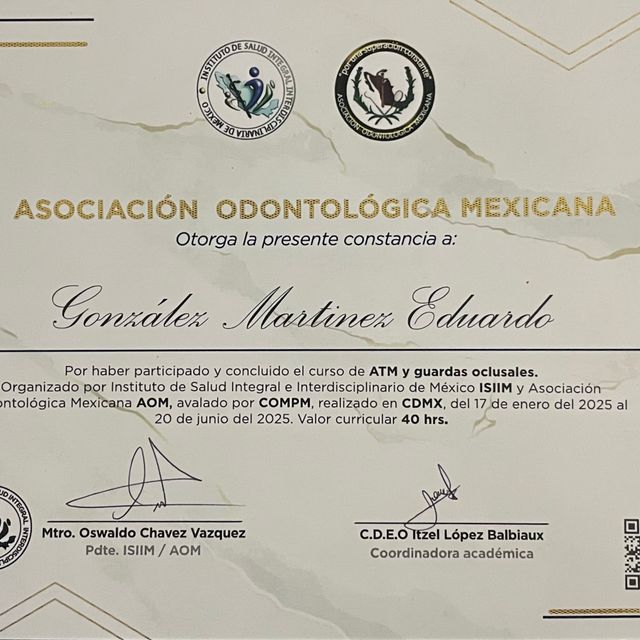 INSTITUTO DE SALUD INTEGRAL INTERDISCIPLINARIA DE MÉXICO
"por una superación constante"
ASOCIACIÓN ODONTOLÓGICA MEXICANA
ASOCIACIÓN ODONTOLÓGICA MEXICANA
Otorga la presente constancia a:
González Martinez Eduardo
Por haber participado y concluido el curso de ATM y guardas oclusales.
Organizado por Instituto de Salud Integral e Interdisciplinario de México ISIIM y Asociación
ontológica Mexicana AOM, avalado por COMPM, realizado en CDMX, del 17 de enero del 2025 al
20 de junio del 2025. Valor curricular 40 hrs.
Mtro. Oswaldo Chavez Vazquez
Pdte. ISIIM / AOM
C.D.E.O Itzel López Balbiaux
Coordinadora académica